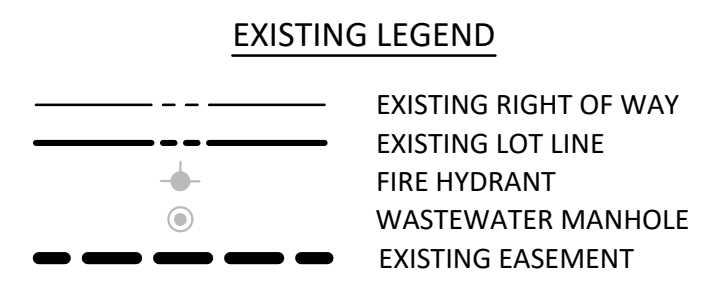 EXISTING LEGEND
EXISTING RIGHT OF WAY
EXISTING LOT LINE
FIRE HYDRANT
WASTEWATER MANHOLE
EXISTING EASEMENT